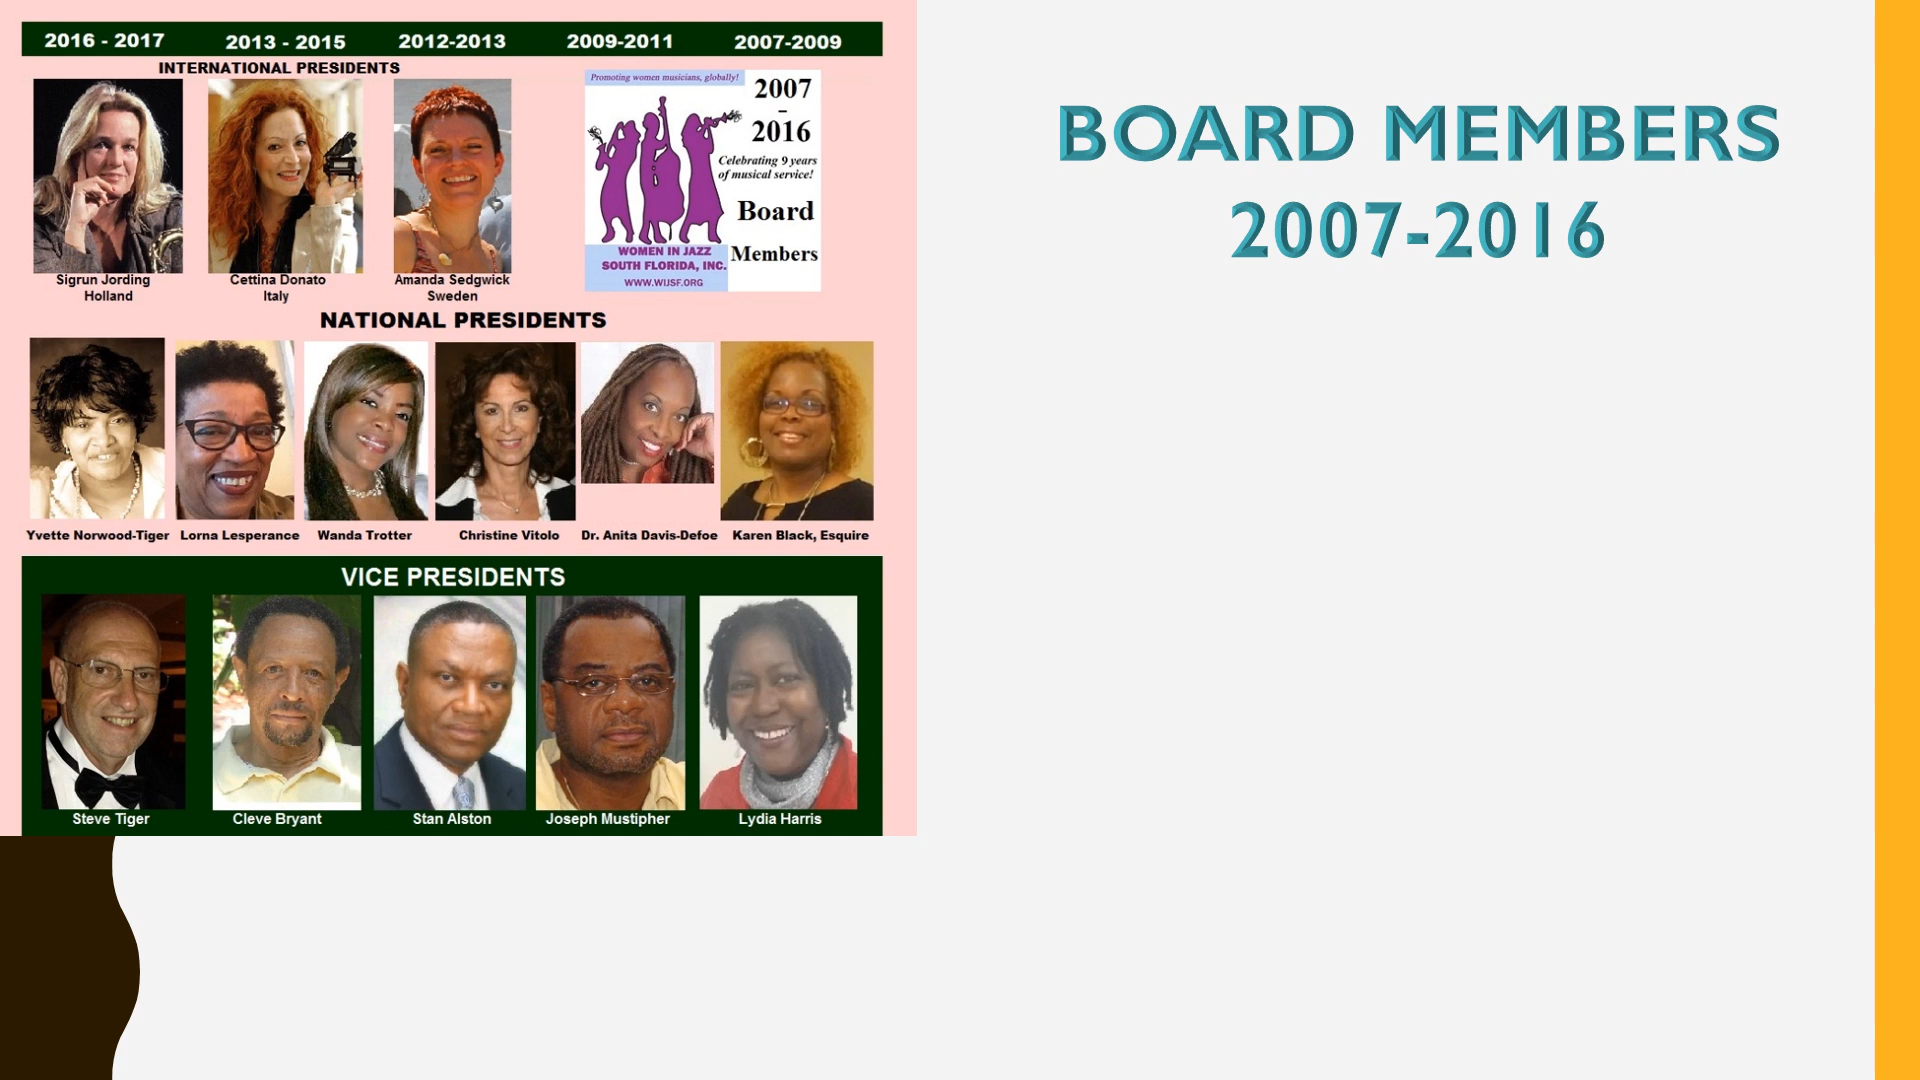 2016 - 2017 2013 - 2015 2012-2013 2009-2011 2007-2009
INTERNATIONAL PRESIDENTS
Sigrun Jording
Holland
Cettina Donato
Italy
Amanda Sedgwick
Sweden
Promoting women musicians, globally!
2007
-
2016
Celebrating 9 years
of musical service!
Board
Members
WOMEN IN JAZZ
SOUTH FLORIDA, INC.
WWW.WIJSF.ORG
NATIONAL PRESIDENTS
Yvette Norwood-Tiger Lorna Lesperance Wanda Trotter Christine Vitolo Dr. Anita Davis-Defoe Karen Black, Esquire
VICE PRESIDENTS
Steve Tiger Cleve Bryant Stan Alston Joseph Mustipher Lydia Harris
BOARD MEMBERS
2007-2016